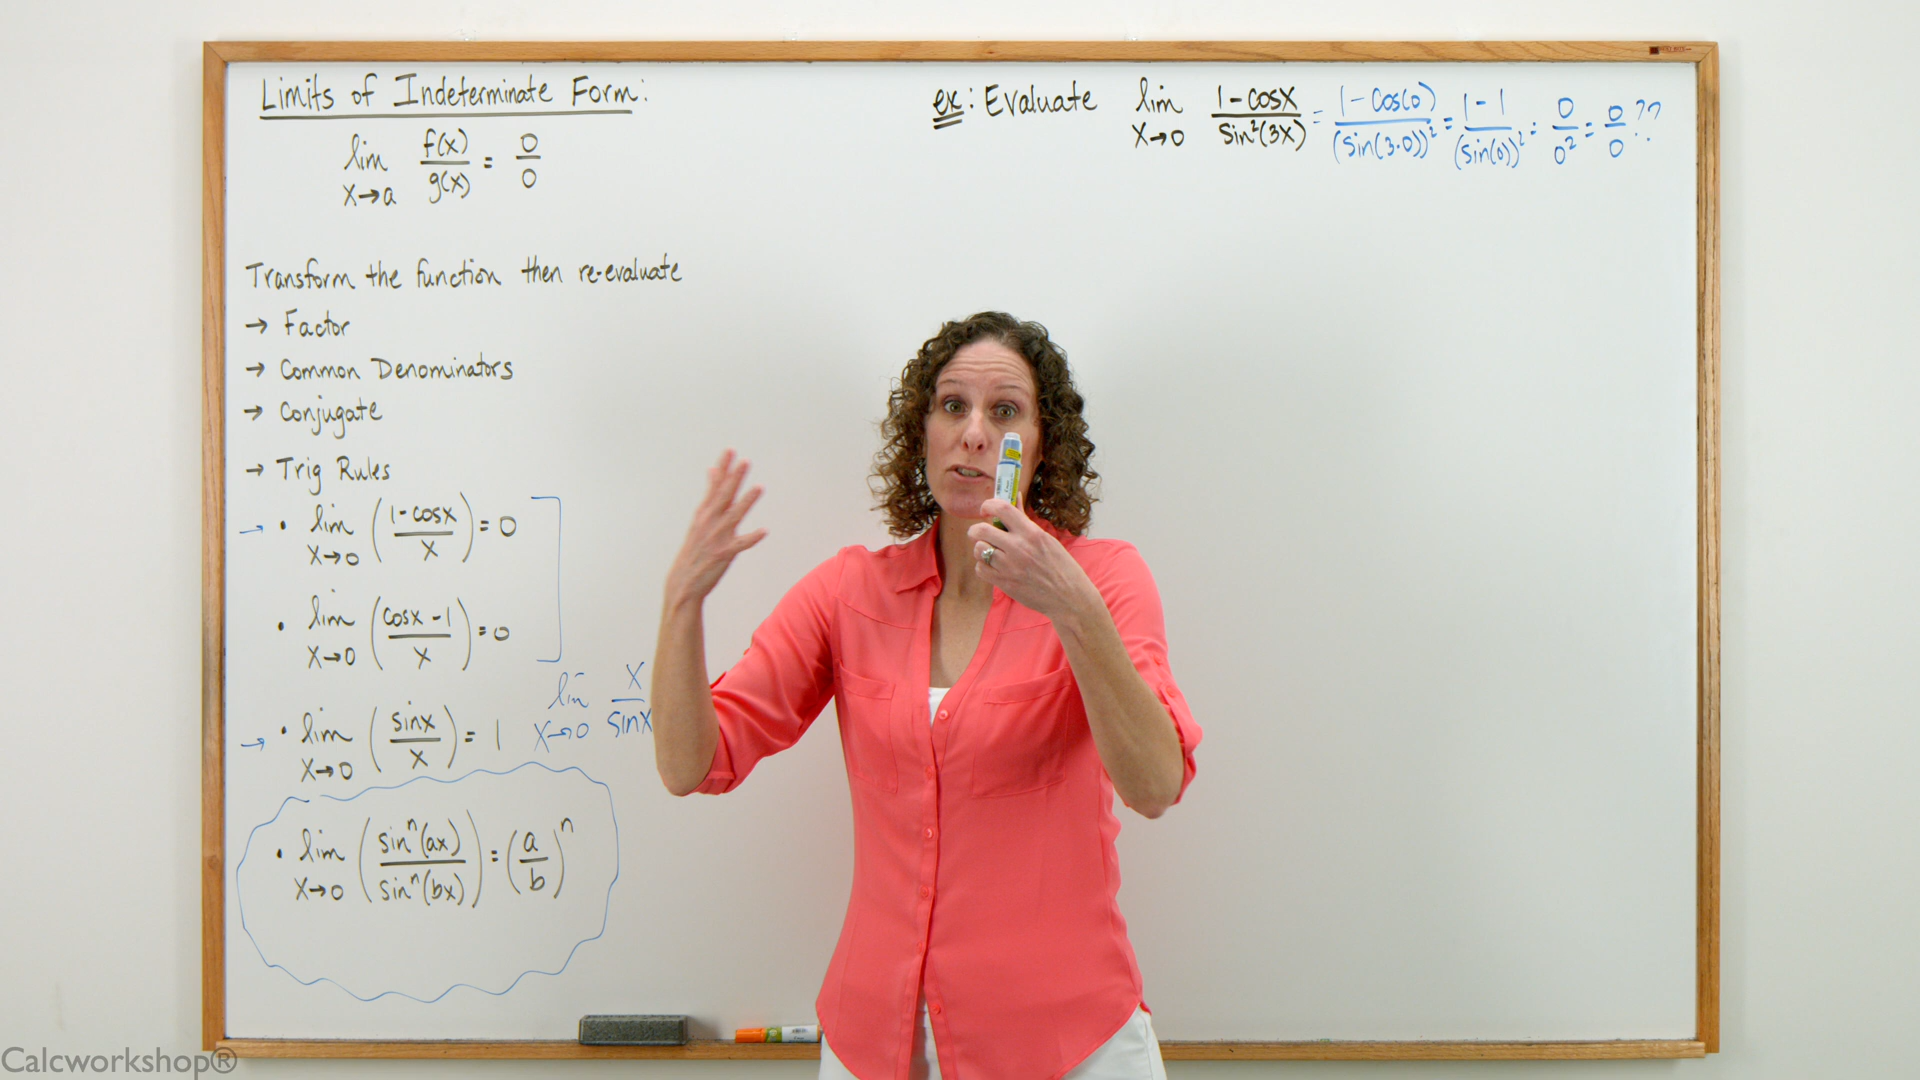 Limits of Indeterminate Form:
lim x→a f(x)/g(x) = 0/0
Transform the function then re-evaluate
→ Factor
→ Common Denominators
→ Conjugate
→ Trig Rules
→ • lim x→0 (1-cosx/x) = 0
• lim x→0 (cosx-1/x) = 0
→ • lim x→0 (sinx/x) = 1
lim x→0 x/sinx
• lim x→0 (sinⁿ(ax)/sinⁿ(bx)) = (a/b)ⁿ
ex: Evaluate lim x→0 1-cosx/sin²(3x) = 1-cos(0)/(sin(3·0))² = 1-1/(sin(0))² = 0/0² = 0/0 ??
Calcworkshop®